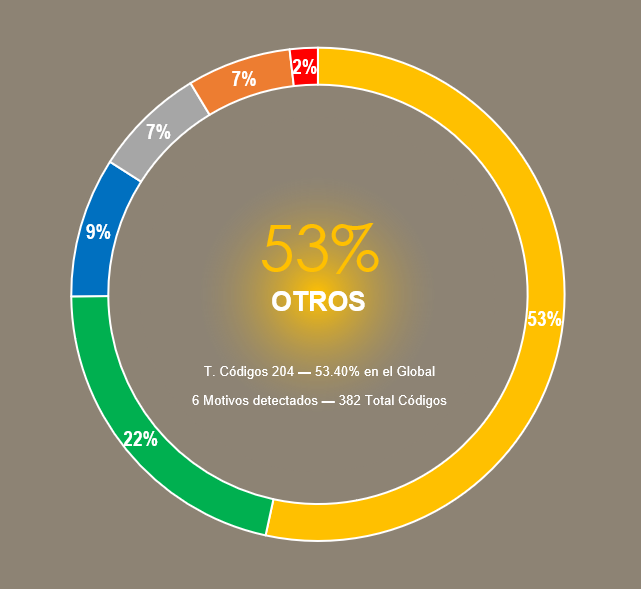 2%
7%
7%
9%
53%
OTROS
53%
T. Códigos 204 — 53.40% en el Global
6 Motivos detectados — 382 Total Códigos
22%